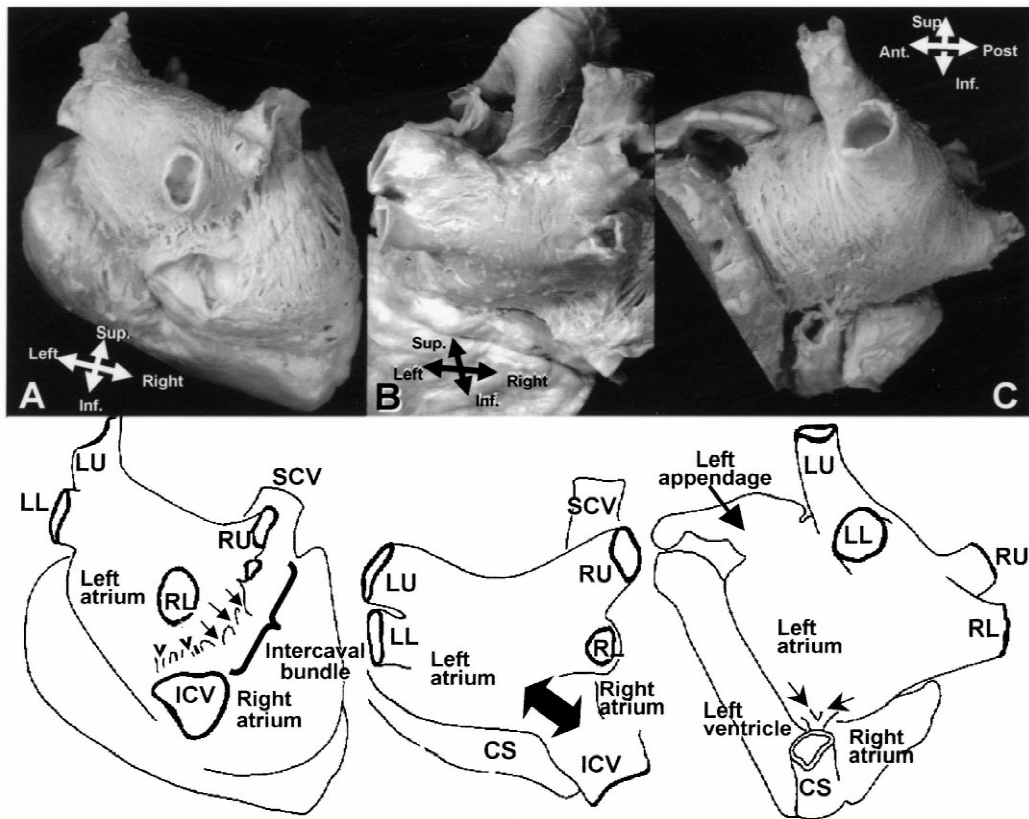 Sup.
Ant.
Post
Inf.
Sup.
Left
Right
Inf.
A
Sup.
Left
Right
Inf.
B
C
LU
LL
SCV
RU
Left
atrium
RL
Intercaval
bundle
ICV
Right
atrium
SCV
LU
RU
LL
RL
Left
atrium
Right
atrium
CS
ICV
Left
appendage
LU
LL
RU
RL
Left
atrium
Left
ventricle
Right
atrium
CS